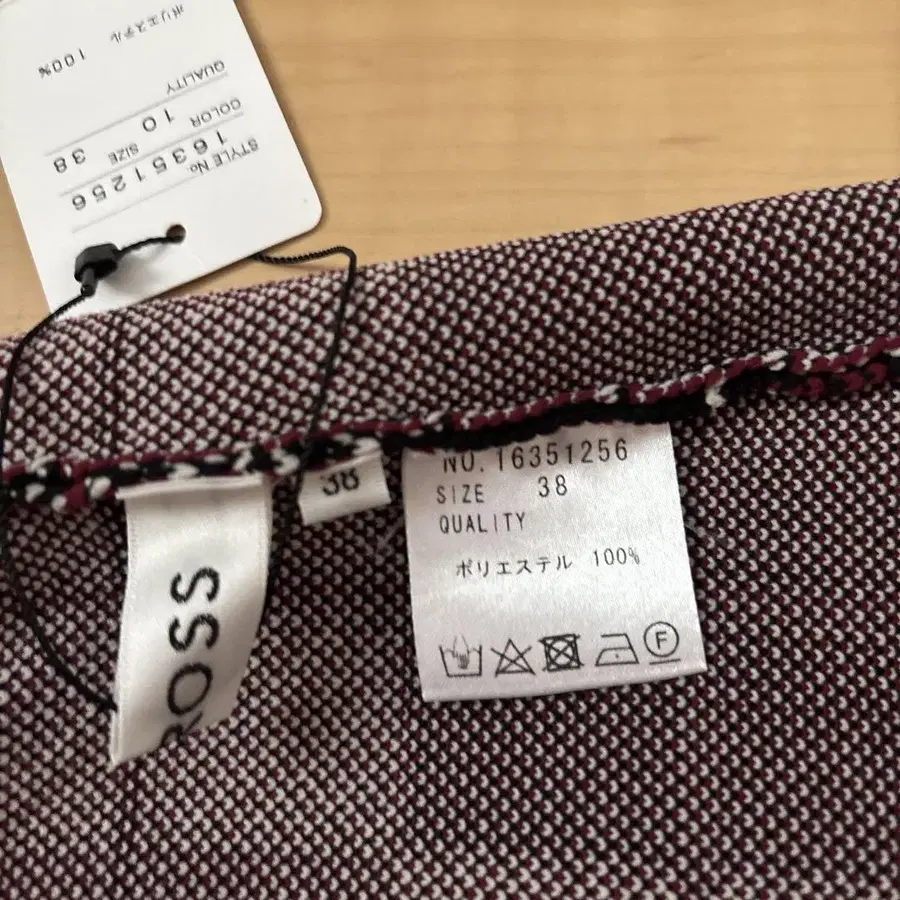 STYLE No.
16351256
COLOR 10 SIZE 38
QUALITY
ポリエステル 100%
NO. 16351256
SIZE 38
QUALITY
ポリエステル 100%
F
38
ROSS